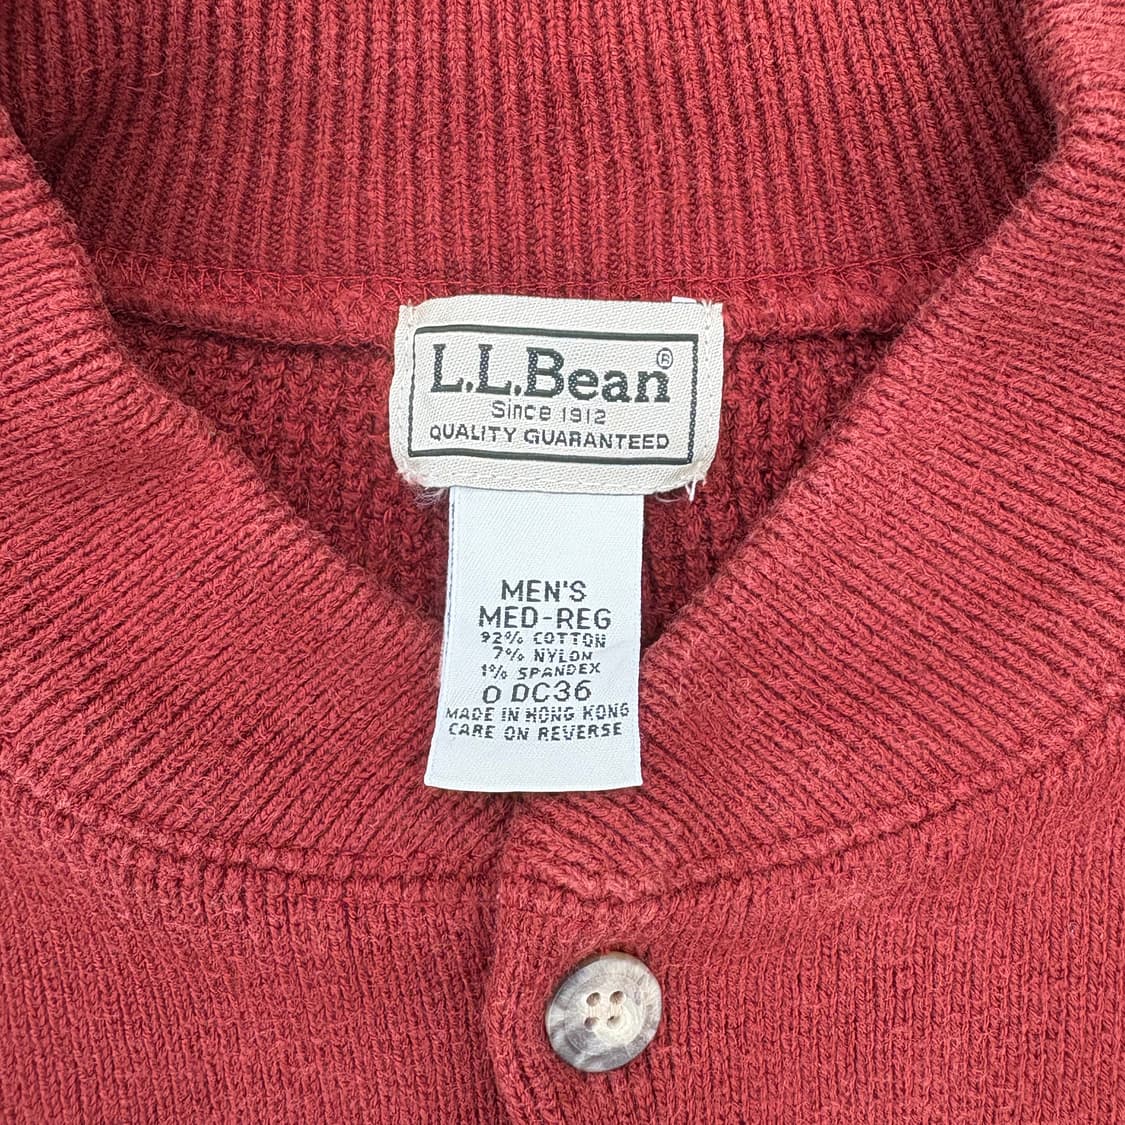 L.L.Bean®
Since 1912
QUALITY GUARANTEED
MEN'S
MED-REG
92% COTTON
7% NYLON
1% SPANDEX
0 DC36
MADE IN HONG KONG
CARE ON REVERSE